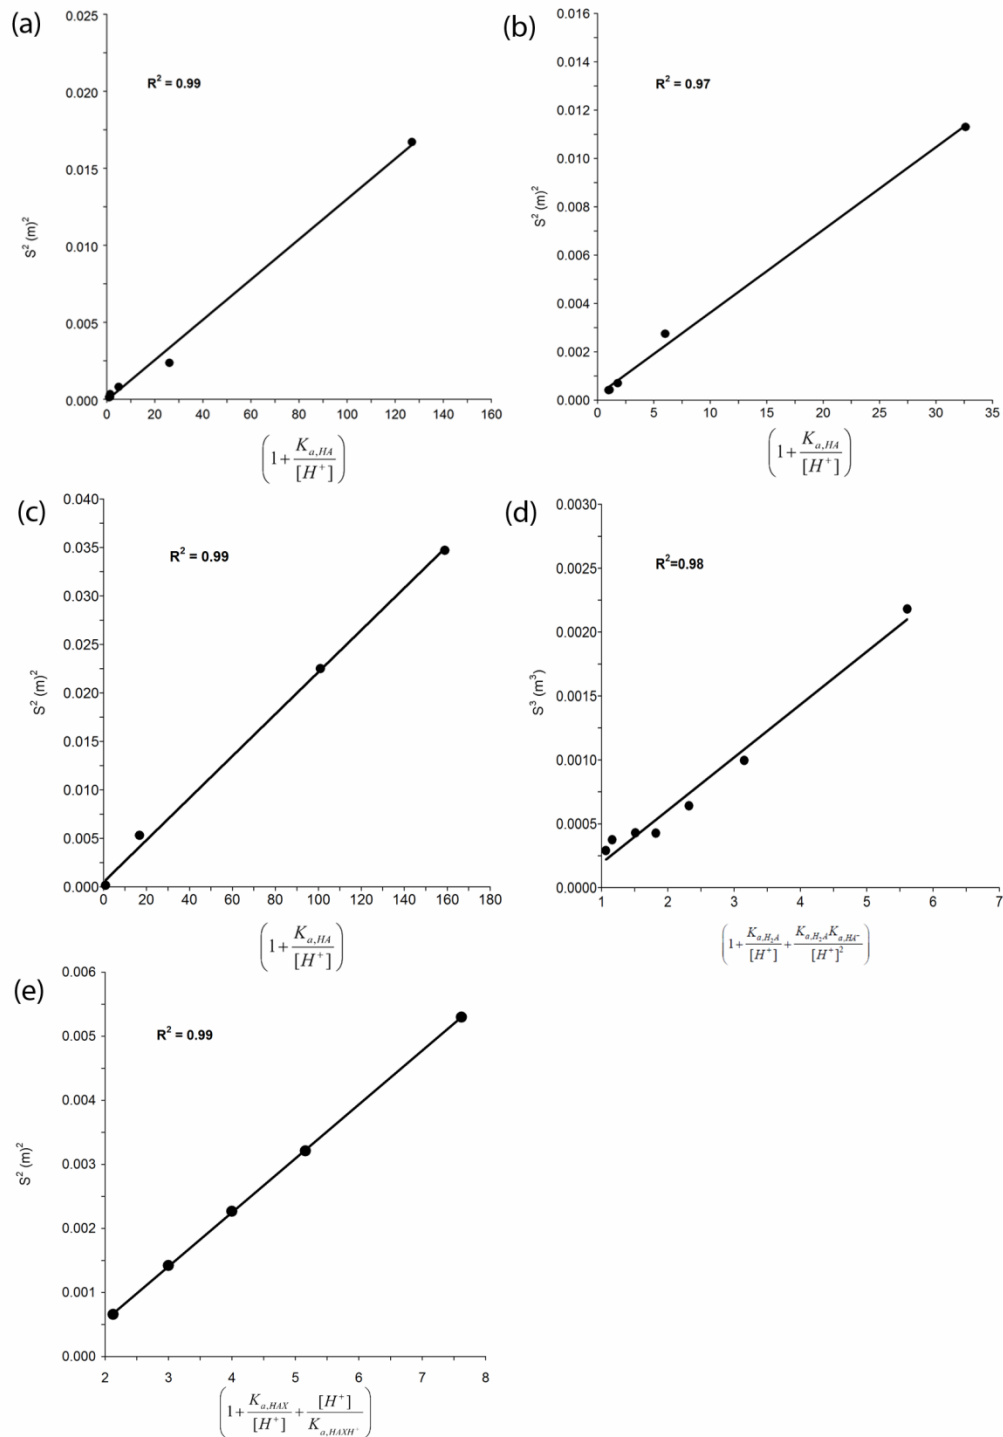 (a)
0.025
0.020
0.015
0.010
0.005
0.000
R² = 0.99
S² (m)²
0 20 40 60 80 100 120 140 160
(1 + K_{a,HA} / [H⁺])
(b)
0.016
0.014
0.012
0.010
0.008
0.006
0.004
0.002
0.000
R² = 0.97
S² (m)²
0 5 10 15 20 25 30 35
(1 + K_{a,HA} / [H⁺])
(c)
0.040
0.035
0.030
0.025
0.020
0.015
0.010
0.005
0.000
R² = 0.99
S² (m)²
0 20 40 60 80 100 120 140 160 180
(1 + K_{a,HA} / [H⁺])
(d)
0.0030
0.0025
0.0020
0.0015
0.0010
0.0005
0.0000
R²=0.98
S³ (m³)
1 2 3 4 5 6 7
(1 + K_{a,H₂A} / [H⁺] + K_{a,H₂A} K_{a,HA⁻} / [H⁺]²)
(e)
0.006
0.005
0.004
0.003
0.002
0.001
0.000
R² = 0.99
S² (m)²
2 3 4 5 6 7 8
(1 + K_{a,HAX} / [H⁺] + [H⁺] / K_{a,HAXH⁺})